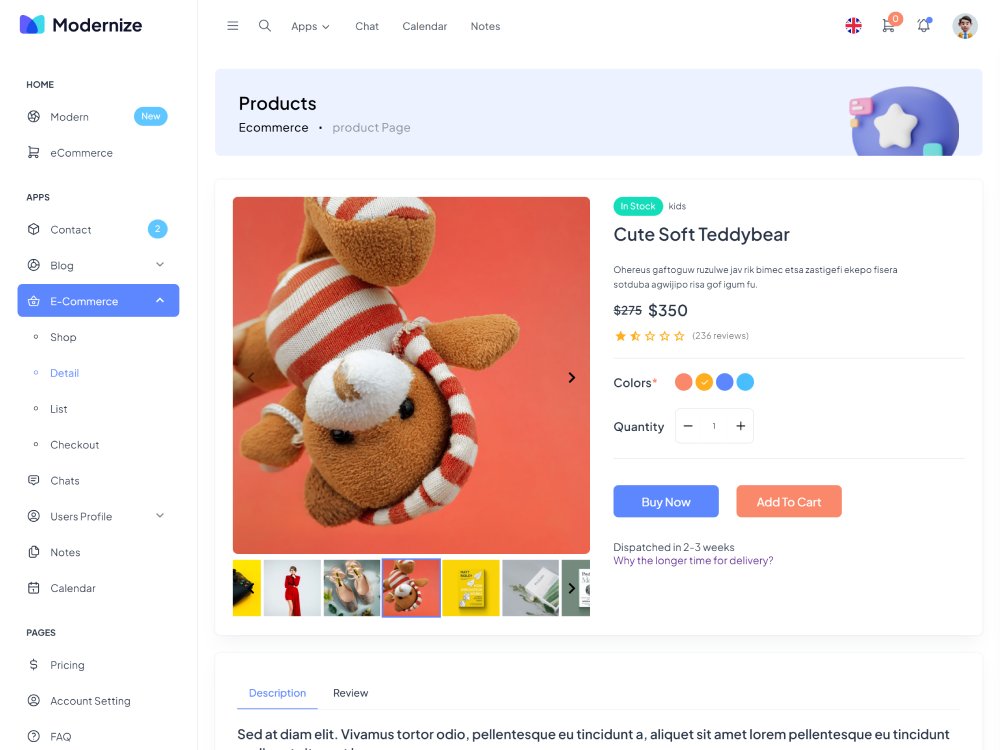 Modernize
Apps Chat Calendar Notes
0
HOME
Modern New
eCommerce
APPS
Contact 2
Blog
E-Commerce
Shop
Detail
List
Checkout
Chats
Users Profile
Notes
Calendar
PAGES
Pricing
Account Setting
FAQ
Products
Ecommerce • product Page
In Stock kids
Cute Soft Teddybear
Ohereus gaftoguw ruzulwe jav rik bimec etsa zastigefi ekepo fisera
sotduba agwijipo risa gof igum fu.
$275 $350
(236 reviews)
Colors*
Quantity − 1 +
Buy Now Add To Cart
Dispatched in 2-3 weeks
Why the longer time for delivery?
Description Review
Sed at diam elit. Vivamus tortor odio, pellentesque eu tincidunt a, aliquet sit amet lorem pellentesque eu tincidunt